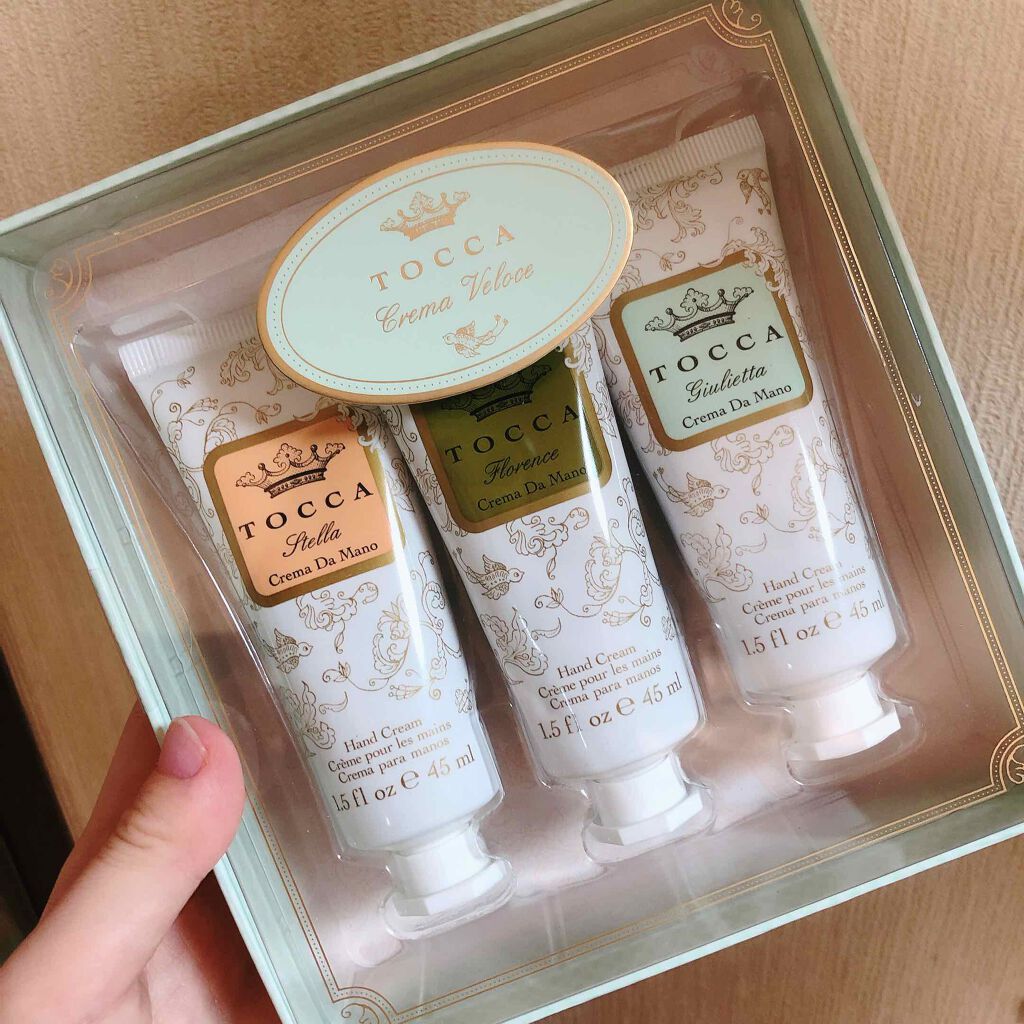 TOCCA
Crema Veloce
TOCCA
Stella
Crema Da Mano
Hand Cream
Crème pour les mains
Crema para manos
1.5 fl oz ℮ 45 ml
TOCCA
Florence
Crema Da Mano
Hand Cream
Crème pour les mains
Crema para manos
1.5 fl oz ℮ 45 ml
TOCCA
Giulietta
Crema Da Mano
Hand Cream
Crème pour les mains
Crema para manos
1.5 fl oz ℮ 45 ml